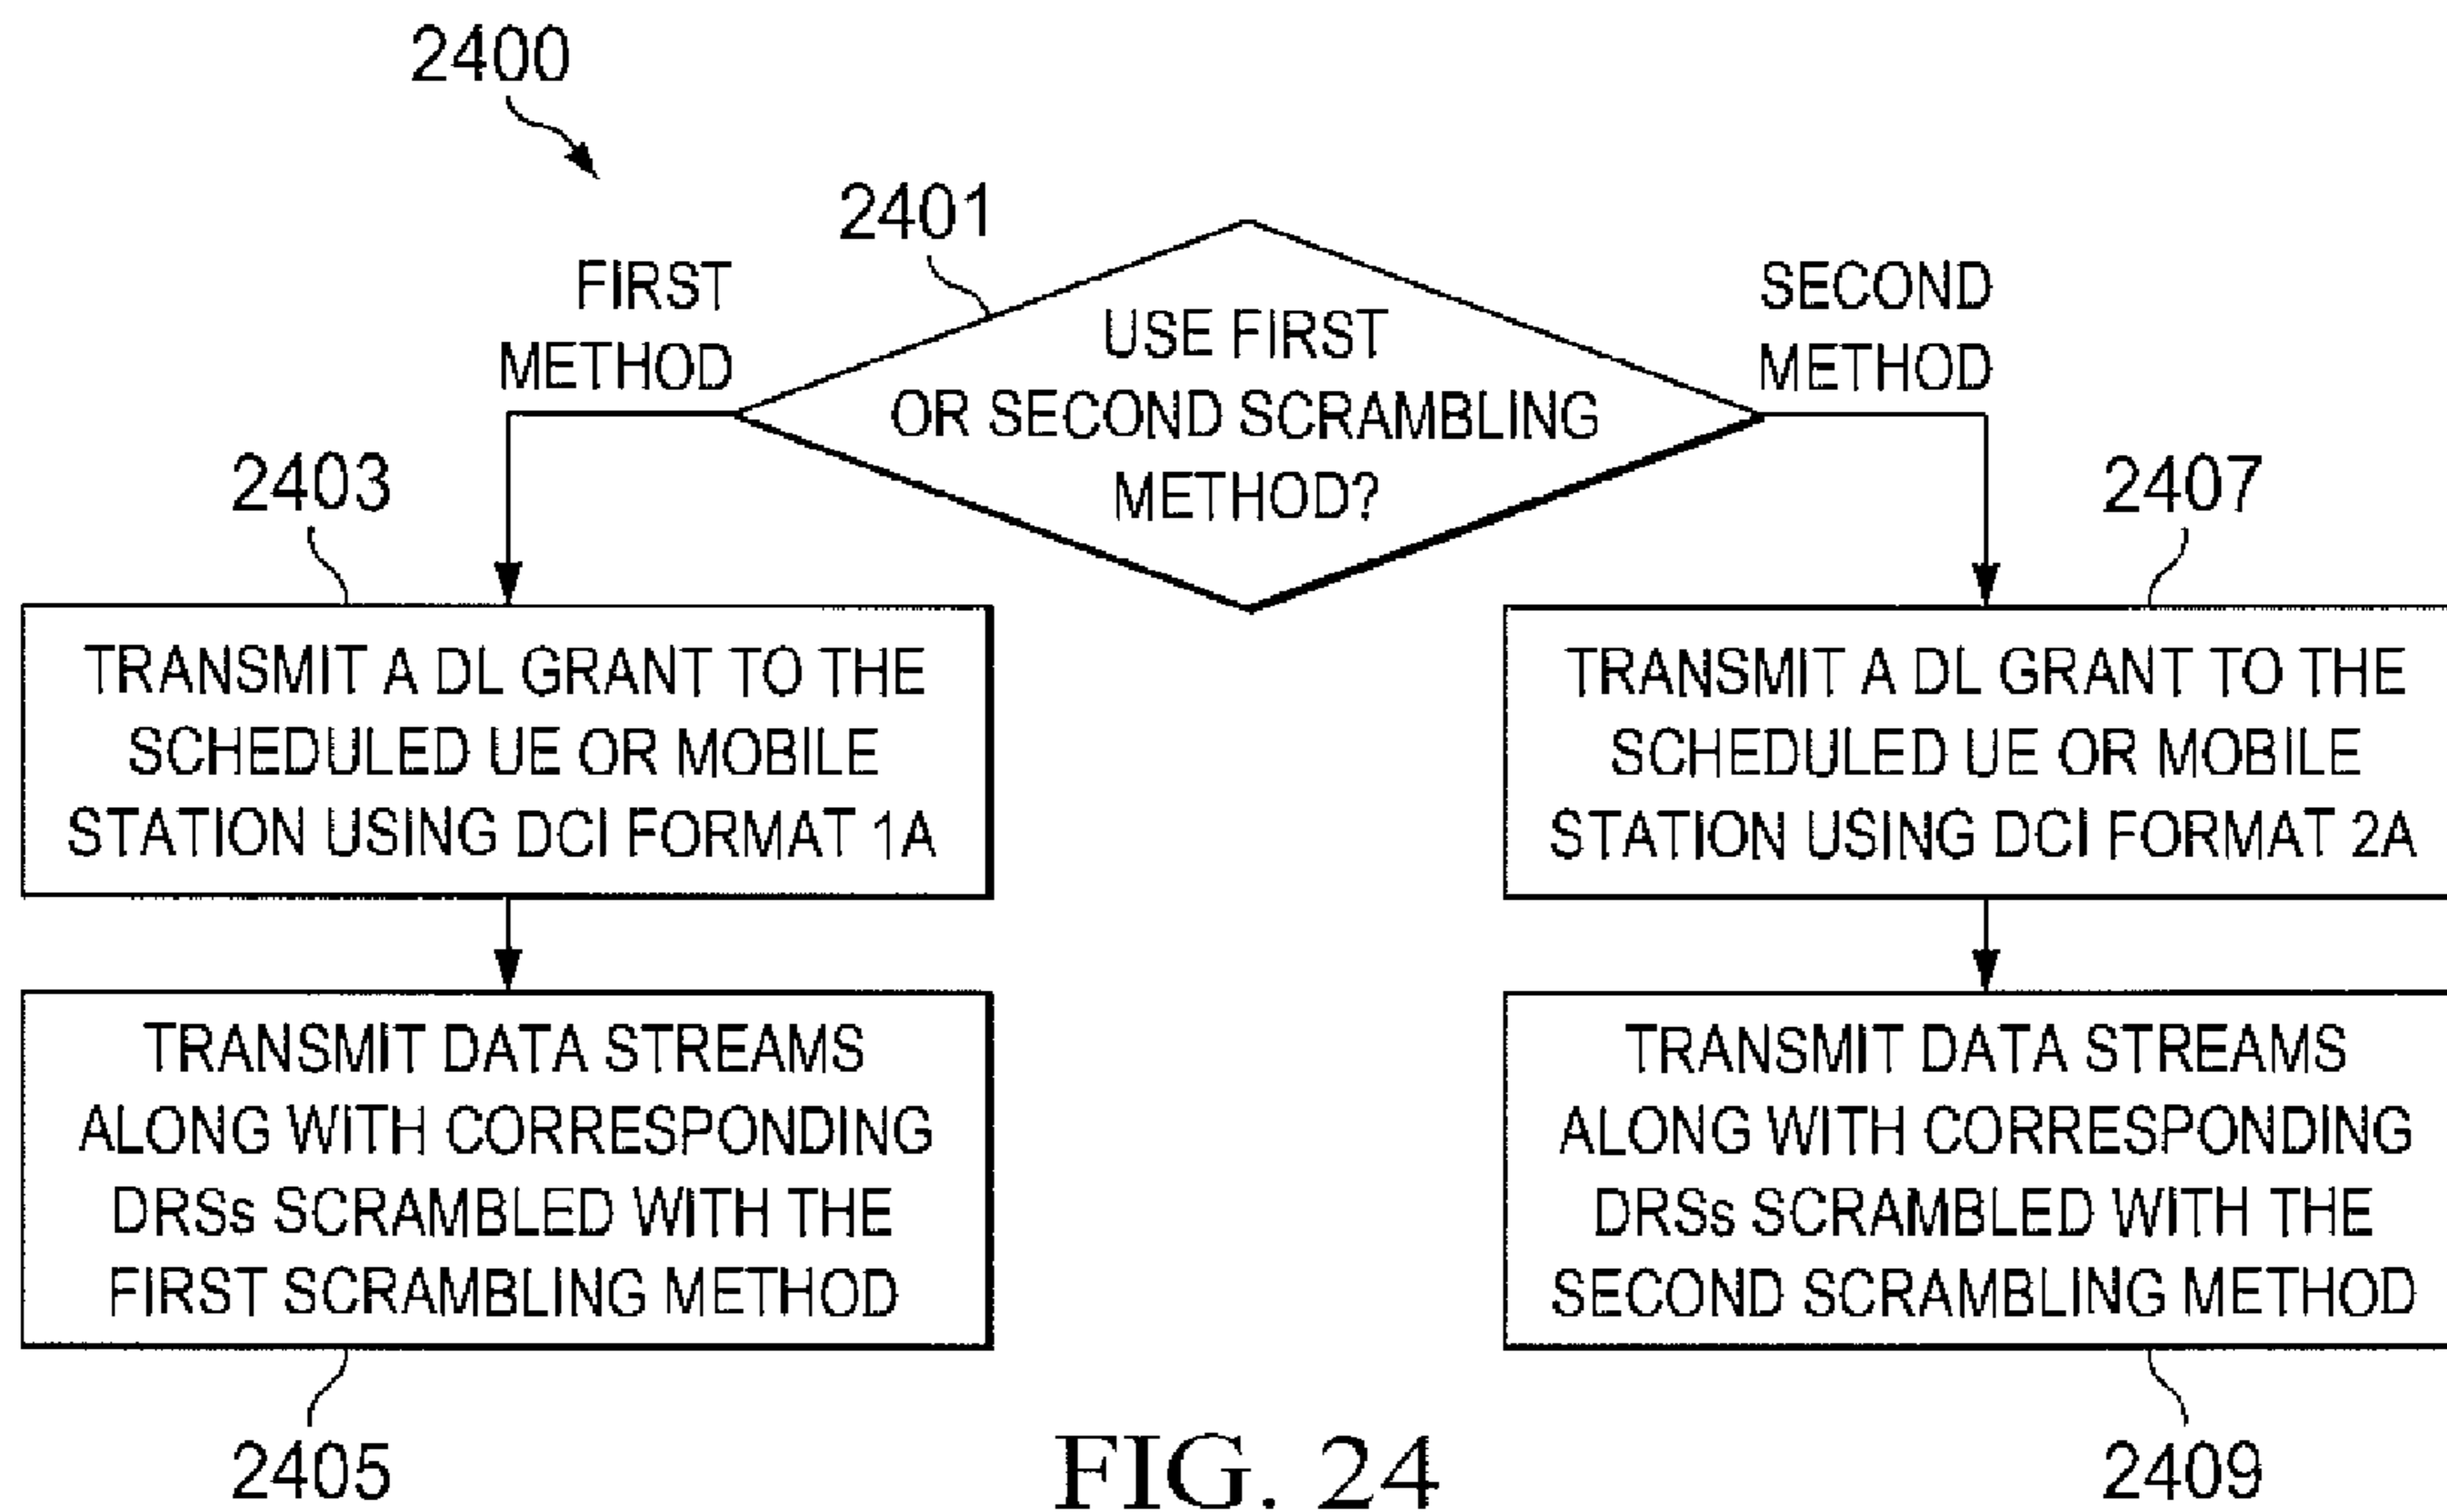 2400
2401
FIRST
METHOD
USE FIRST
OR SECOND SCRAMBLING
METHOD?
SECOND
METHOD
2403
TRANSMIT A DL GRANT TO THE
SCHEDULED UE OR MOBILE
STATION USING DCI FORMAT 1A
2407
TRANSMIT A DL GRANT TO THE
SCHEDULED UE OR MOBILE
STATION USING DCI FORMAT 2A
TRANSMIT DATA STREAMS
ALONG WITH CORRESPONDING
DRSs SCRAMBLED WITH THE
FIRST SCRAMBLING METHOD
2405
TRANSMIT DATA STREAMS
ALONG WITH CORRESPONDING
DRSs SCRAMBLED WITH THE
SECOND SCRAMBLING METHOD
2409
FIG. 24